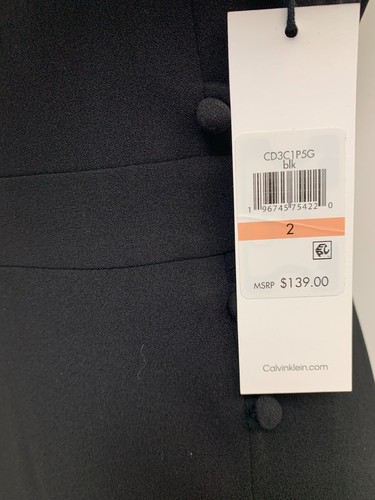 CD3C1P5G
blk
1 96745 75422 0
2
MSRP $139.00
Calvinklein.com